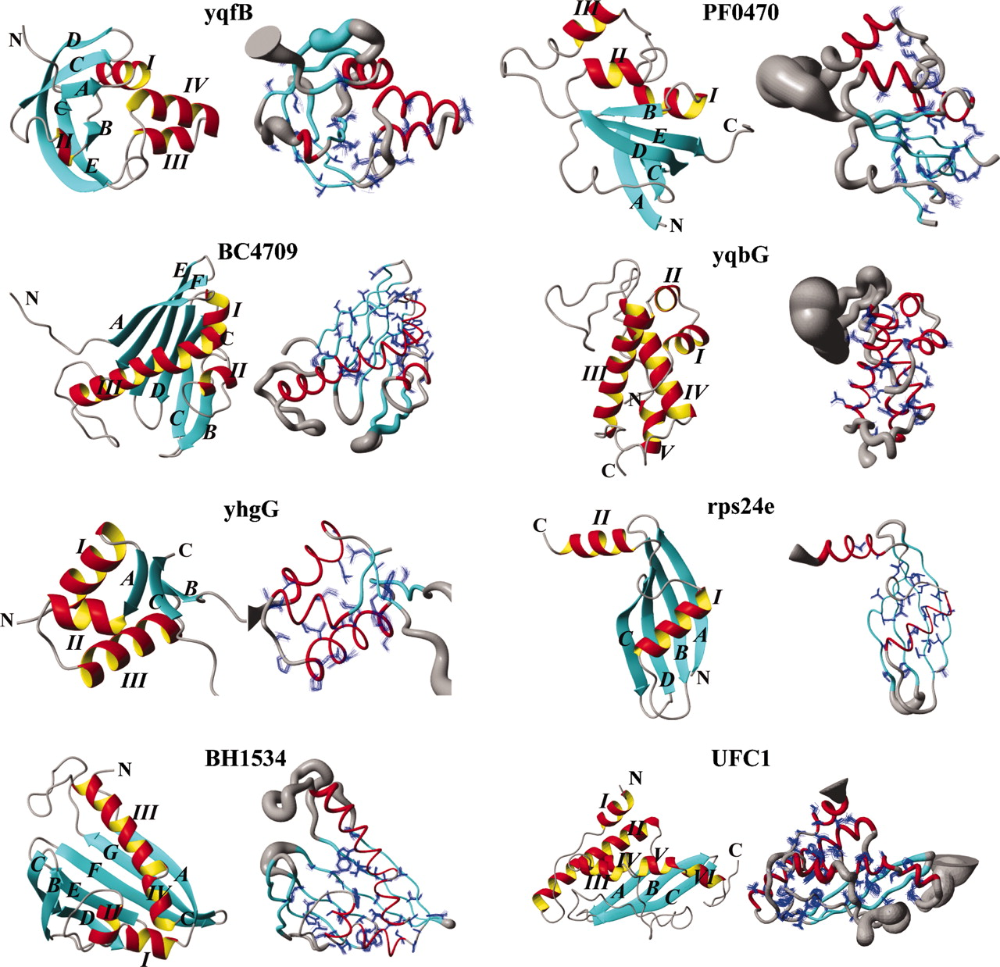 yqfB
N
D
C
I
A
IV
C
B
II
III
E
PF0470
III
II
I
B
C
E
D
C
A
N
BC4709
N
E
F
A
I
C
II
III
D
C
B
yqbG
II
I
III
IV
N
V
C
yhgG
I
C
A
B
C
N
II
III
rps24e
C
II
I
C
A
B
D
N
BH1534
N
III
G
C
F
A
B
E
IV
D
II
C
I
UFC1
N
I
II
C
IV
V
III
VI
A
B
C